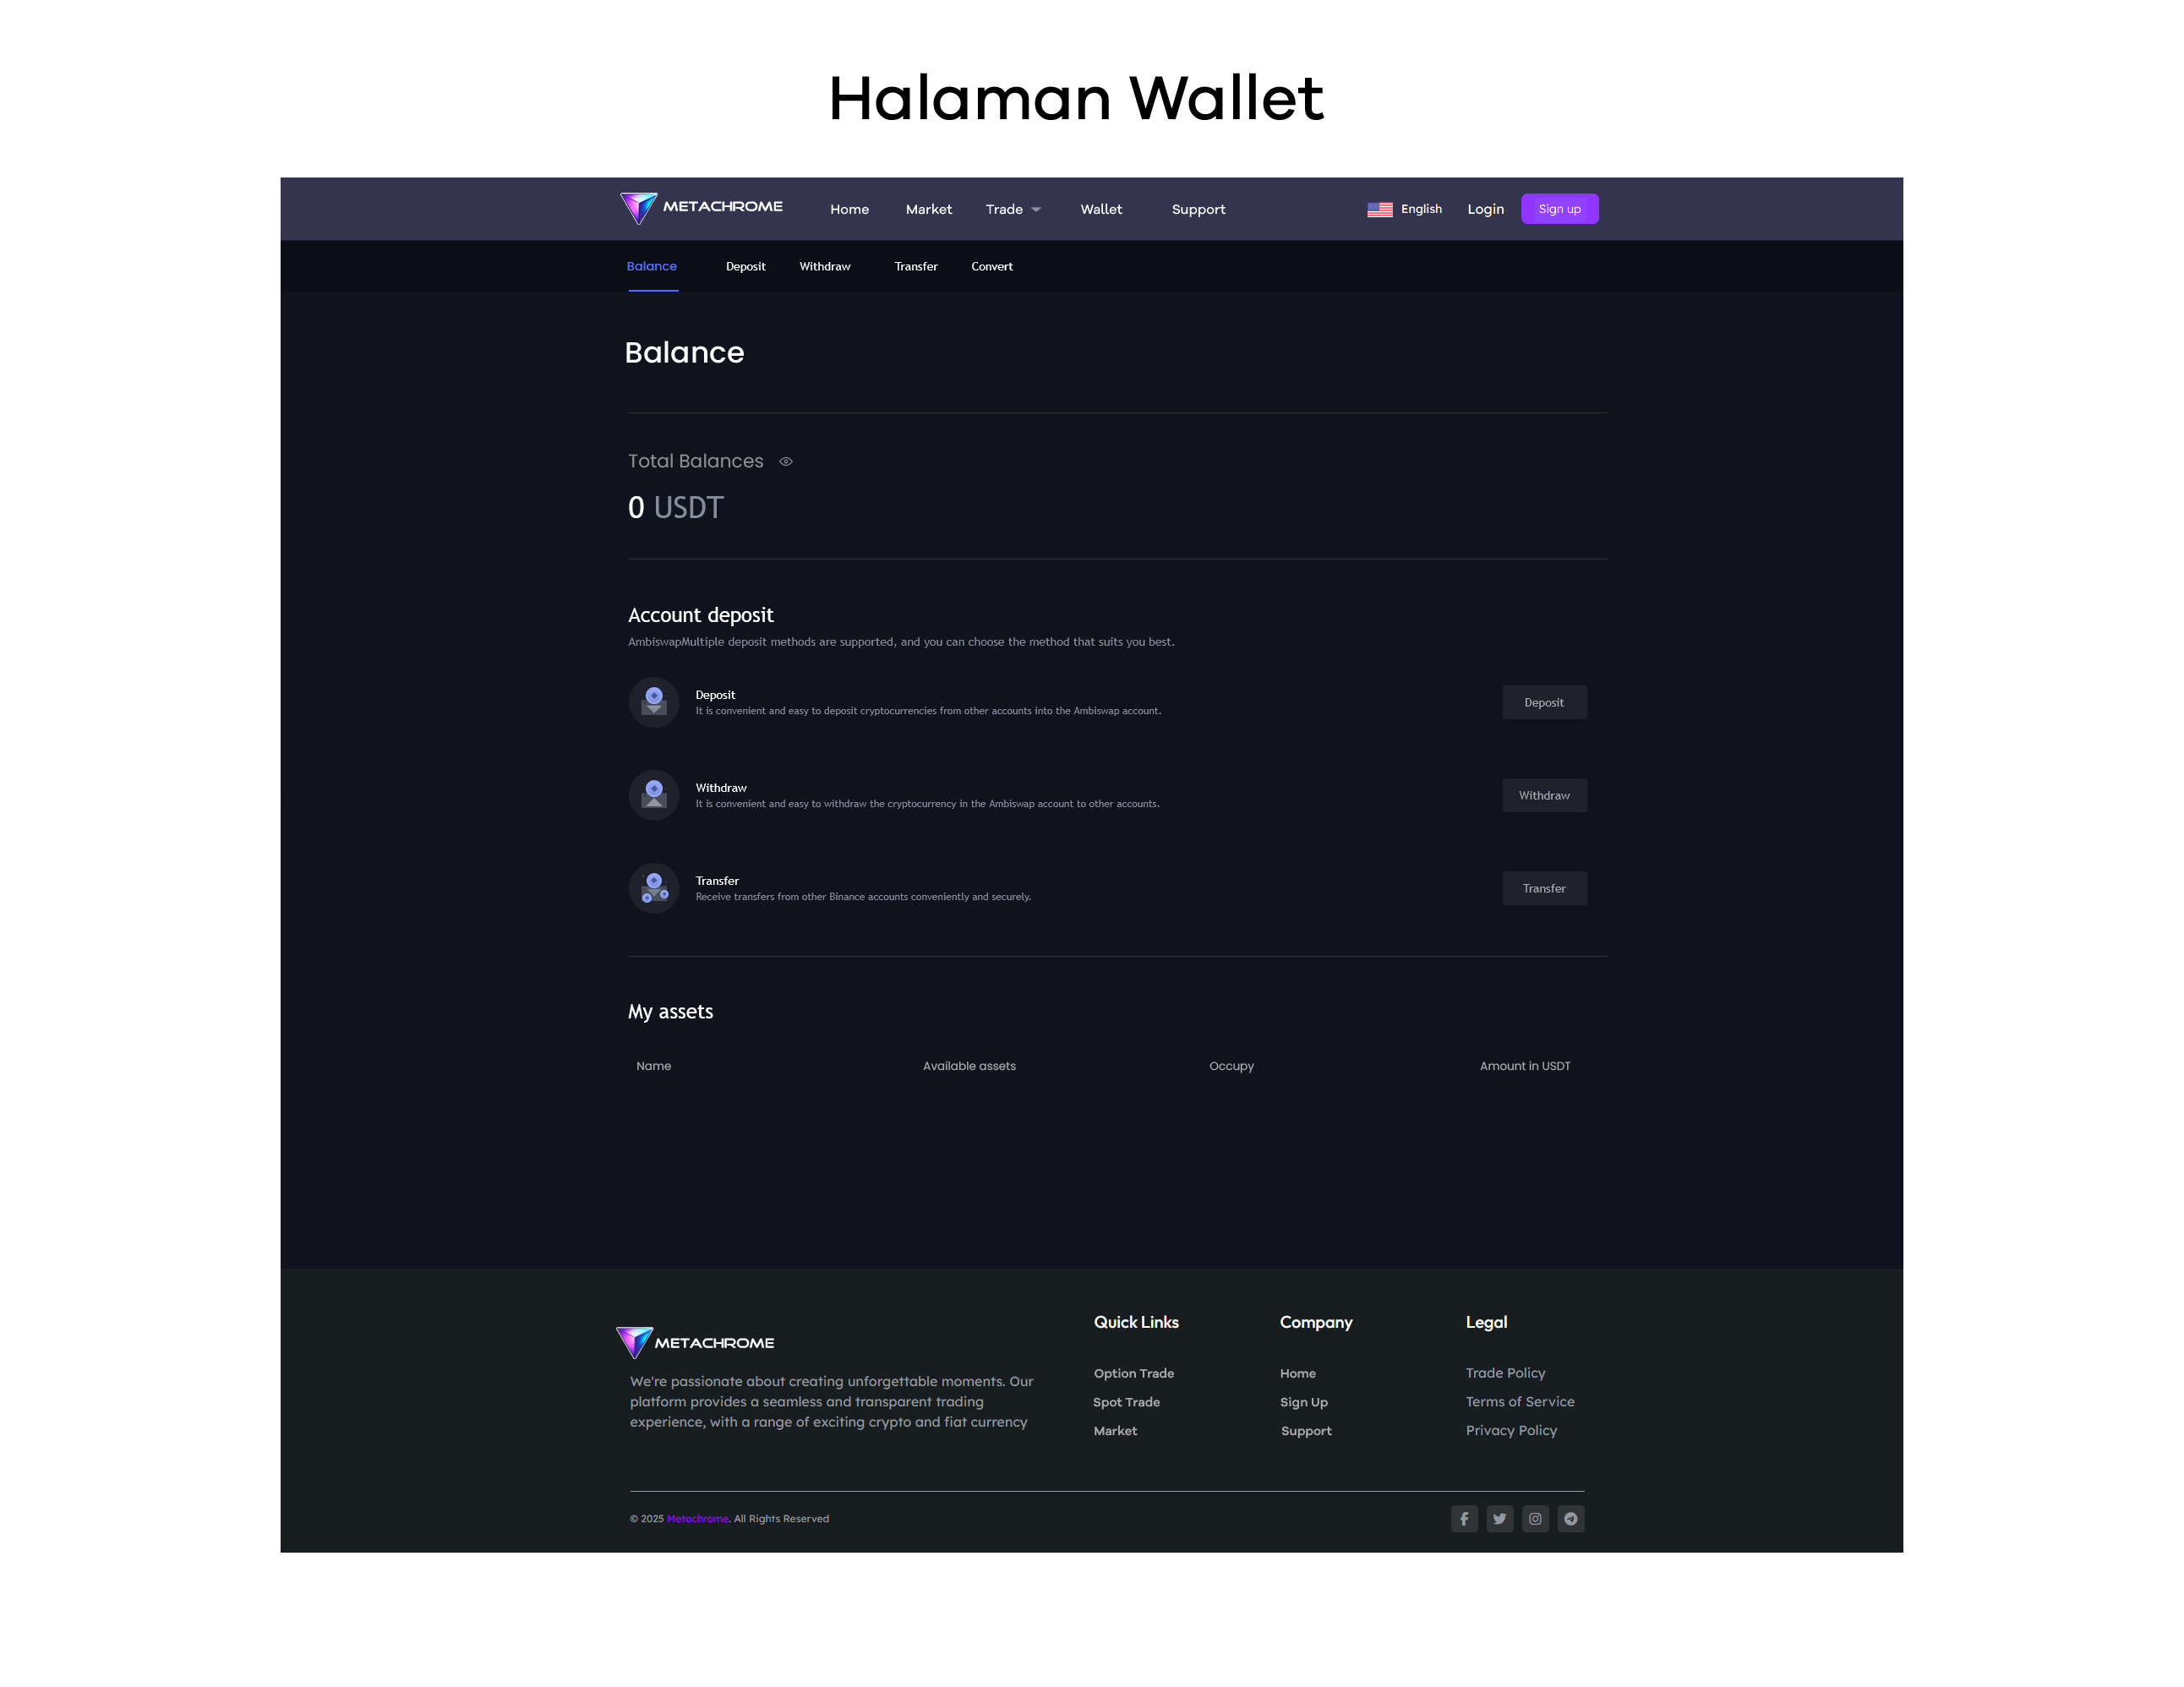 Halaman Wallet
METACHROME Home Market Trade Wallet Support English Login Sign up
Balance Deposit Withdraw Transfer Convert
Balance
Total Balances
0 USDT
Account deposit
AmbiswapMultiple deposit methods are supported, and you can choose the method that suits you best.
Deposit
It is convenient and easy to deposit cryptocurrencies from other accounts into the Ambiswap account.
Deposit
Withdraw
It is convenient and easy to withdraw the cryptocurrency in the Ambiswap account to other accounts.
Withdraw
Transfer
Receive transfers from other Binance accounts conveniently and securely.
Transfer
My assets
Name Available assets Occupy Amount in USDT
METACHROME
We're passionate about creating unforgettable moments. Our
platform provides a seamless and transparent trading
experience, with a range of exciting crypto and fiat currency
Quick Links
Option Trade
Spot Trade
Market
Company
Home
Sign Up
Support
Legal
Trade Policy
Terms of Service
Privacy Policy
© 2025 Metachrome. All Rights Reserved